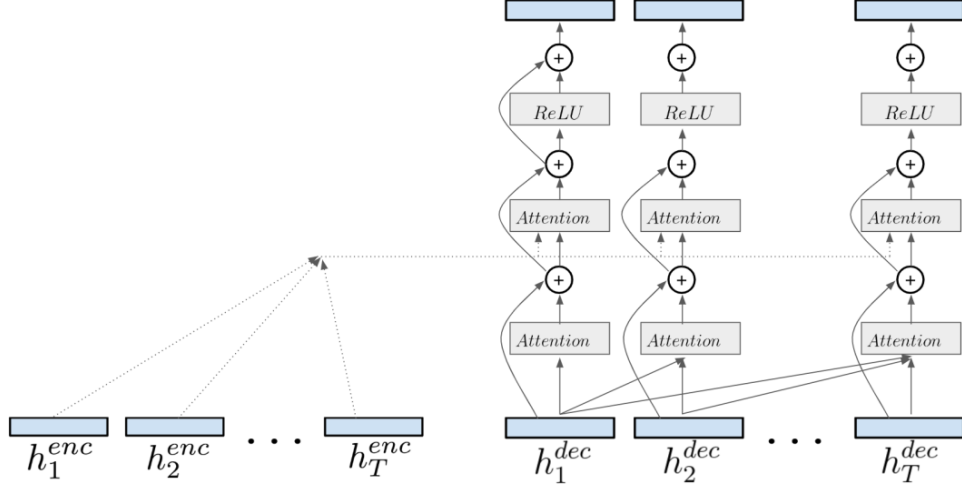 + + +
ReLU ReLU ReLU
+ + +
Attention Attention Attention
+ + +
Attention Attention Attention
h_1^{enc} h_2^{enc} ... h_T^{enc} h_1^{dec} h_2^{dec} ... h_T^{dec}